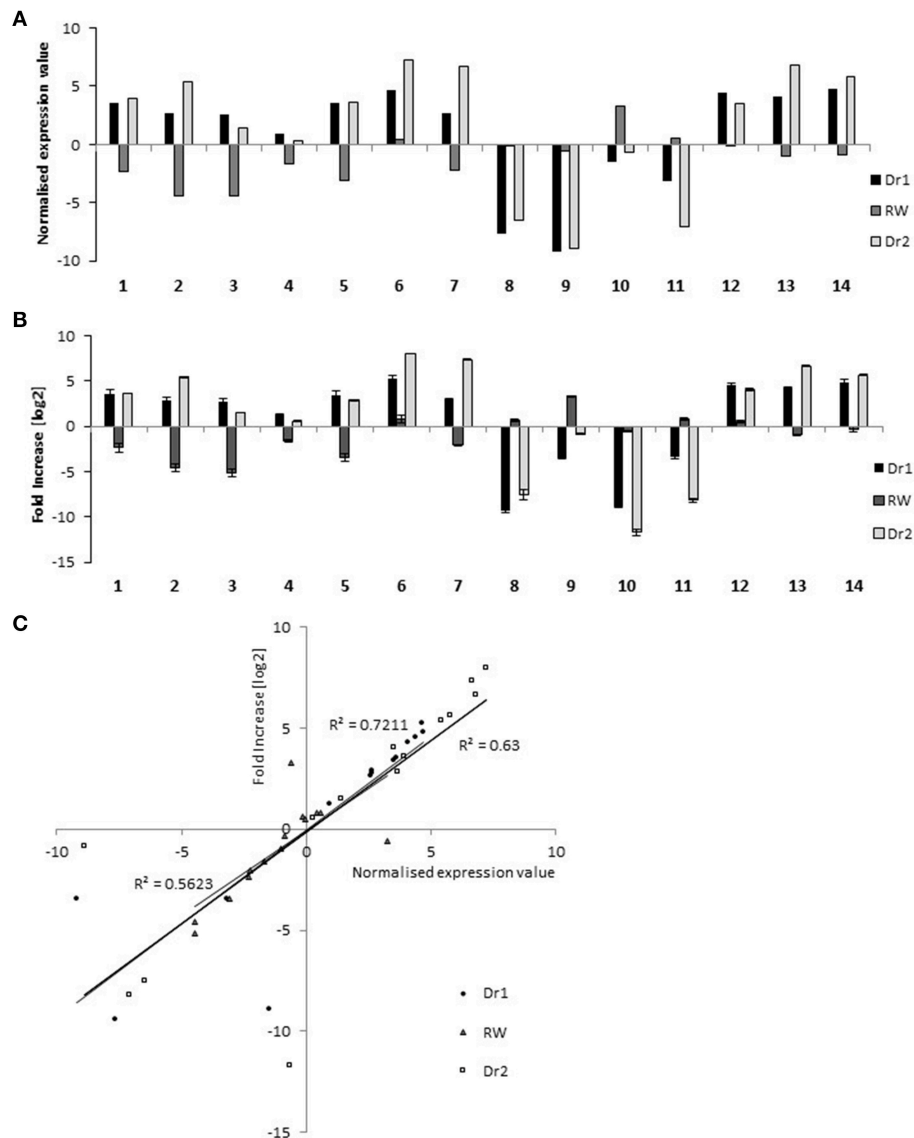 A
Normalised expression value
10
5
0
-5
-10
1 2 3 4 5 6 7 8 9 10 11 12 13 14
Dr1
RW
Dr2
B
Fold Increase [log2]
10
5
0
-5
-10
-15
1 2 3 4 5 6 7 8 9 10 11 12 13 14
Dr1
RW
Dr2
C
Fold Increase [log2]
10
5
0
-5
-10
-15
-10 -5 0 5 10
Normalised expression value
R² = 0.7211
R² = 0.63
R² = 0.5623
Dr1
RW
Dr2